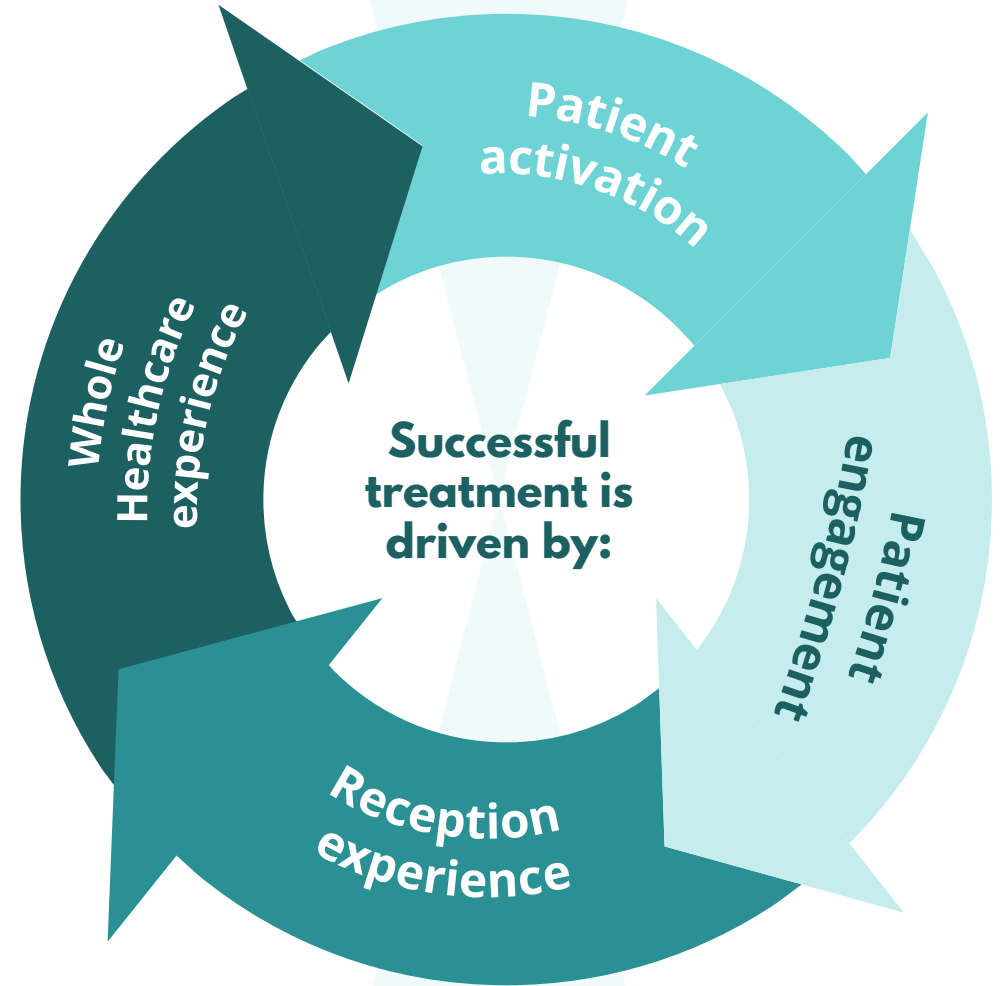 Successful
treatment is
driven by:
Patient
activation
Patient
engagement
Reception
experience
Whole
Healthcare
experience